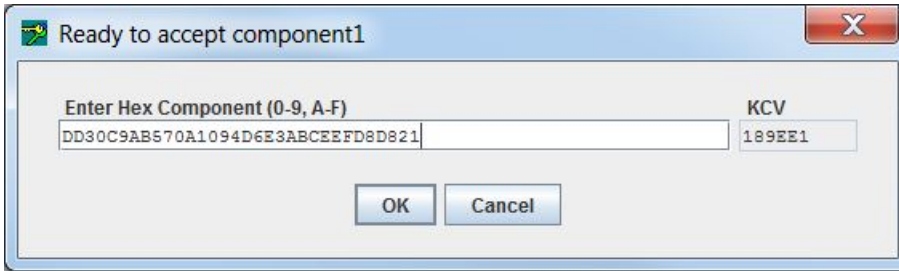 Ready to accept component1
X
Enter Hex Component (0-9, A-F) KCV
DD30C9AB570A1094D6E3ABCEEFD8D821 189EE1
OK Cancel